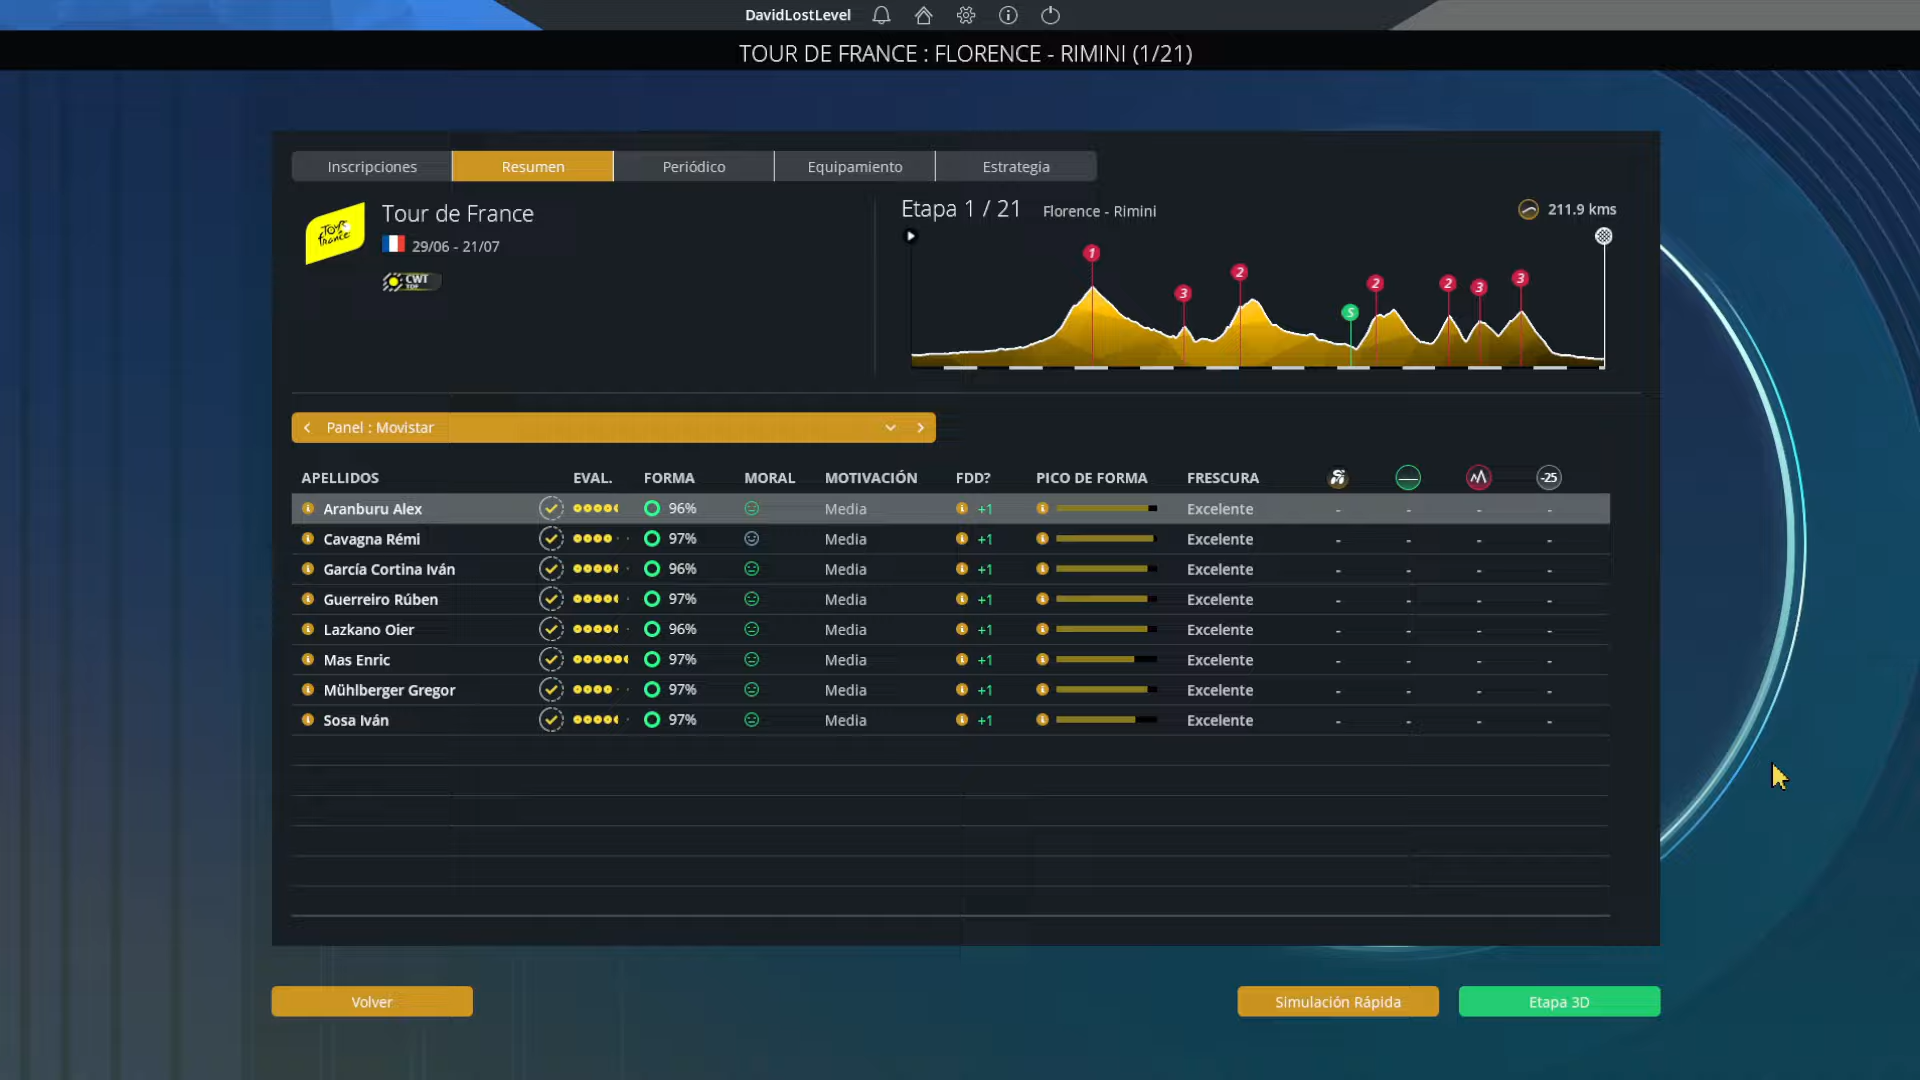 DavidLostLevel
TOUR DE FRANCE : FLORENCE - RIMINI (1/21)
Inscripciones Resumen Periódico Equipamiento Estrategia
Tour de France
29/06 - 21/07
CWT
TOP
TOUR
france
Etapa 1 / 21 Florence - Rimini 211.9 kms
1 3 2 S 2 2 3 3
Panel : Movistar
APELLIDOS EVAL. FORMA MORAL MOTIVACIÓN FDD? PICO DE FORMA FRESCURA -25
Aranburu Alex 96% Media +1 Excelente - - - -
Cavagna Rémi 97% Media +1 Excelente - - - -
García Cortina Iván 96% Media +1 Excelente - - - -
Guerreiro Rúben 97% Media +1 Excelente - - - -
Lazkano Oier 96% Media +1 Excelente - - - -
Mas Enric 97% Media +1 Excelente - - - -
Mühlberger Gregor 97% Media +1 Excelente - - - -
Sosa Iván 97% Media +1 Excelente - - - -
Volver Simulación Rápida Etapa 3D